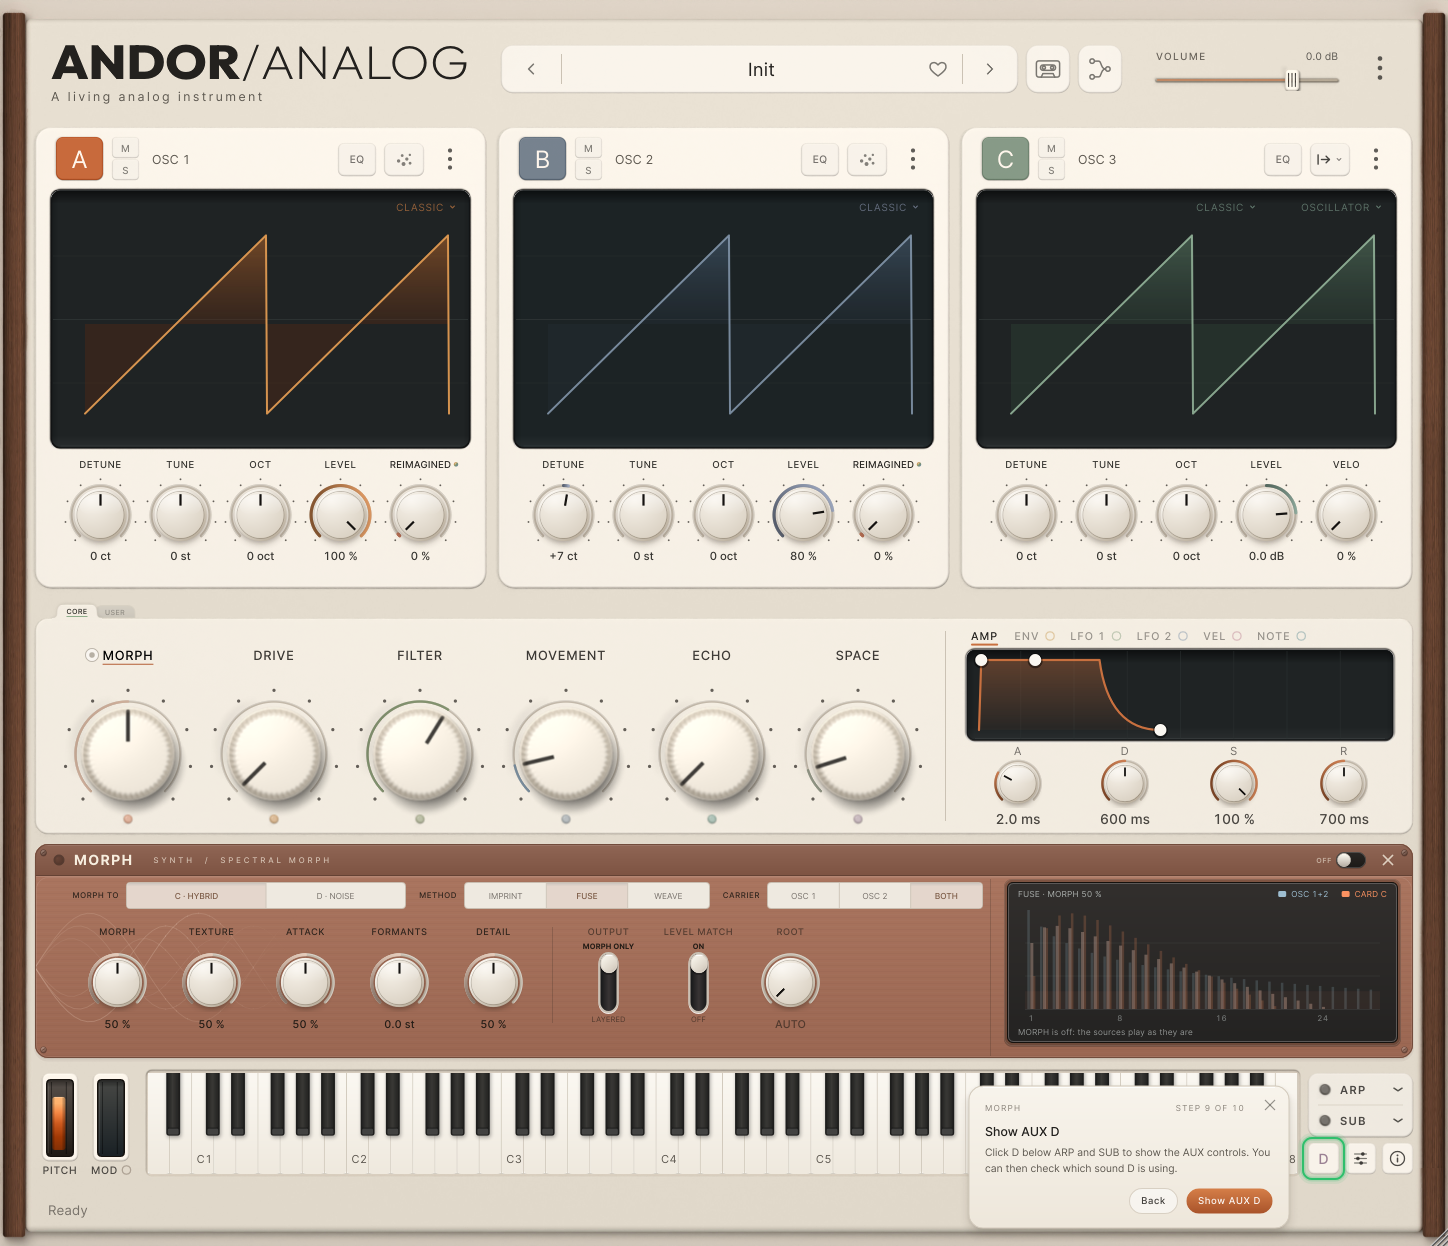 ANDOR/ANALOG
A living analog instrument
Init
VOLUME 0.0 dB
A M S OSC 1 EQ
B M S OSC 2 EQ
C M S OSC 3 EQ
CLASSIC
CLASSIC
CLASSIC OSCILLATOR
DETUNE TUNE OCT LEVEL REIMAGINED
0 ct 0 st 0 oct 100 % 0 %
DETUNE TUNE OCT LEVEL REIMAGINED
+7 ct 0 st 0 oct 80 % 0 %
DETUNE TUNE OCT LEVEL VELO
0 ct 0 st 0 oct 0.0 dB 0 %
CORE USER
MORPH DRIVE FILTER MOVEMENT ECHO SPACE
AMP ENV LFO 1 LFO 2 VEL NOTE
A D S R
2.0 ms 600 ms 100 % 700 ms
MORPH SYNTH / SPECTRAL MORPH OFF
MORPH TO C · HYBRID D · NOISE METHOD IMPRINT FUSE WEAVE CARRIER OSC 1 OSC 2 BOTH
MORPH TEXTURE ATTACK FORMANTS DETAIL OUTPUT LEVEL MATCH ROOT
MORPH ONLY ON
LAYERED OFF
50 % 50 % 50 % 0.0 st 50 % AUTO
FUSE · MORPH 50 % OSC 1+2 CARD C
1 8 16 24
MORPH is off: the sources play as they are
PITCH MOD
C1 C2 C3 C4 C5 8
ARP
SUB
D
MORPH STEP 9 OF 10
Show AUX D
Click D below ARP and SUB to show the AUX controls. You
can then check which sound D is using.
Back Show AUX D
Ready